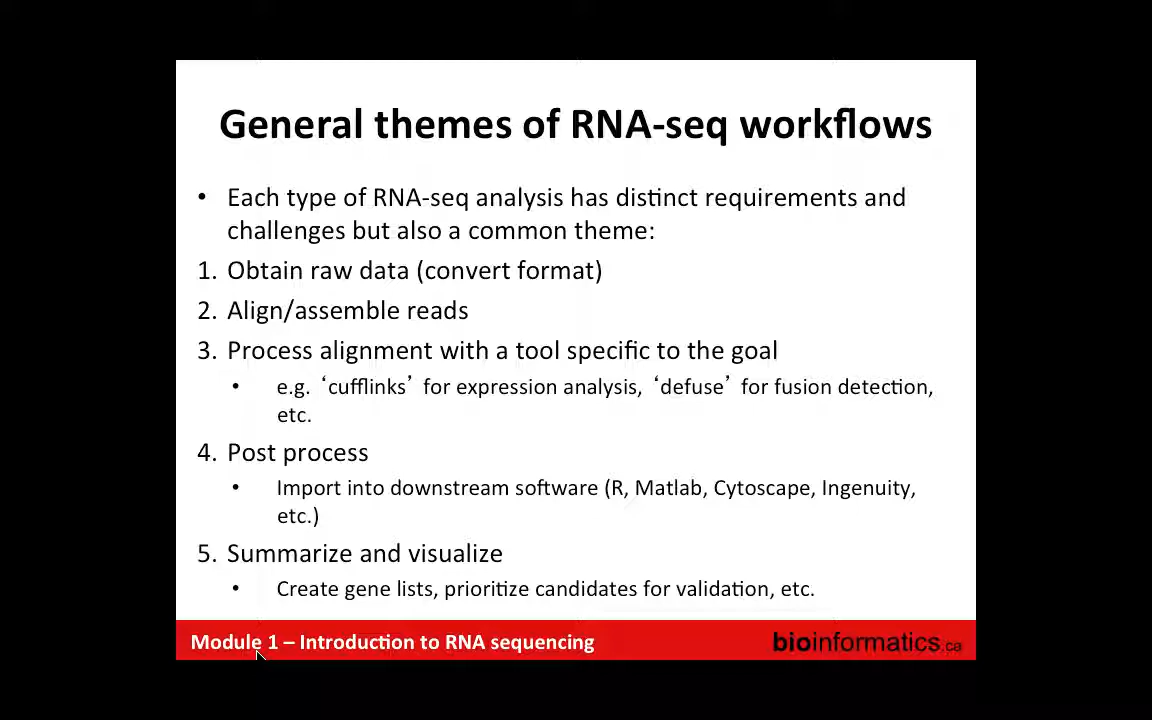 General themes of RNA-seq workflows
• Each type of RNA-seq analysis has distinct requirements and
challenges but also a common theme:
1. Obtain raw data (convert format)
2. Align/assemble reads
3. Process alignment with a tool specific to the goal
• e.g. ‘cufflinks’ for expression analysis, ‘defuse’ for fusion detection,
etc.
4. Post process
• Import into downstream software (R, Matlab, Cytoscape, Ingenuity,
etc.)
5. Summarize and visualize
• Create gene lists, prioritize candidates for validation, etc.
Module 1 – Introduction to RNA sequencing
bioinformatics.ca